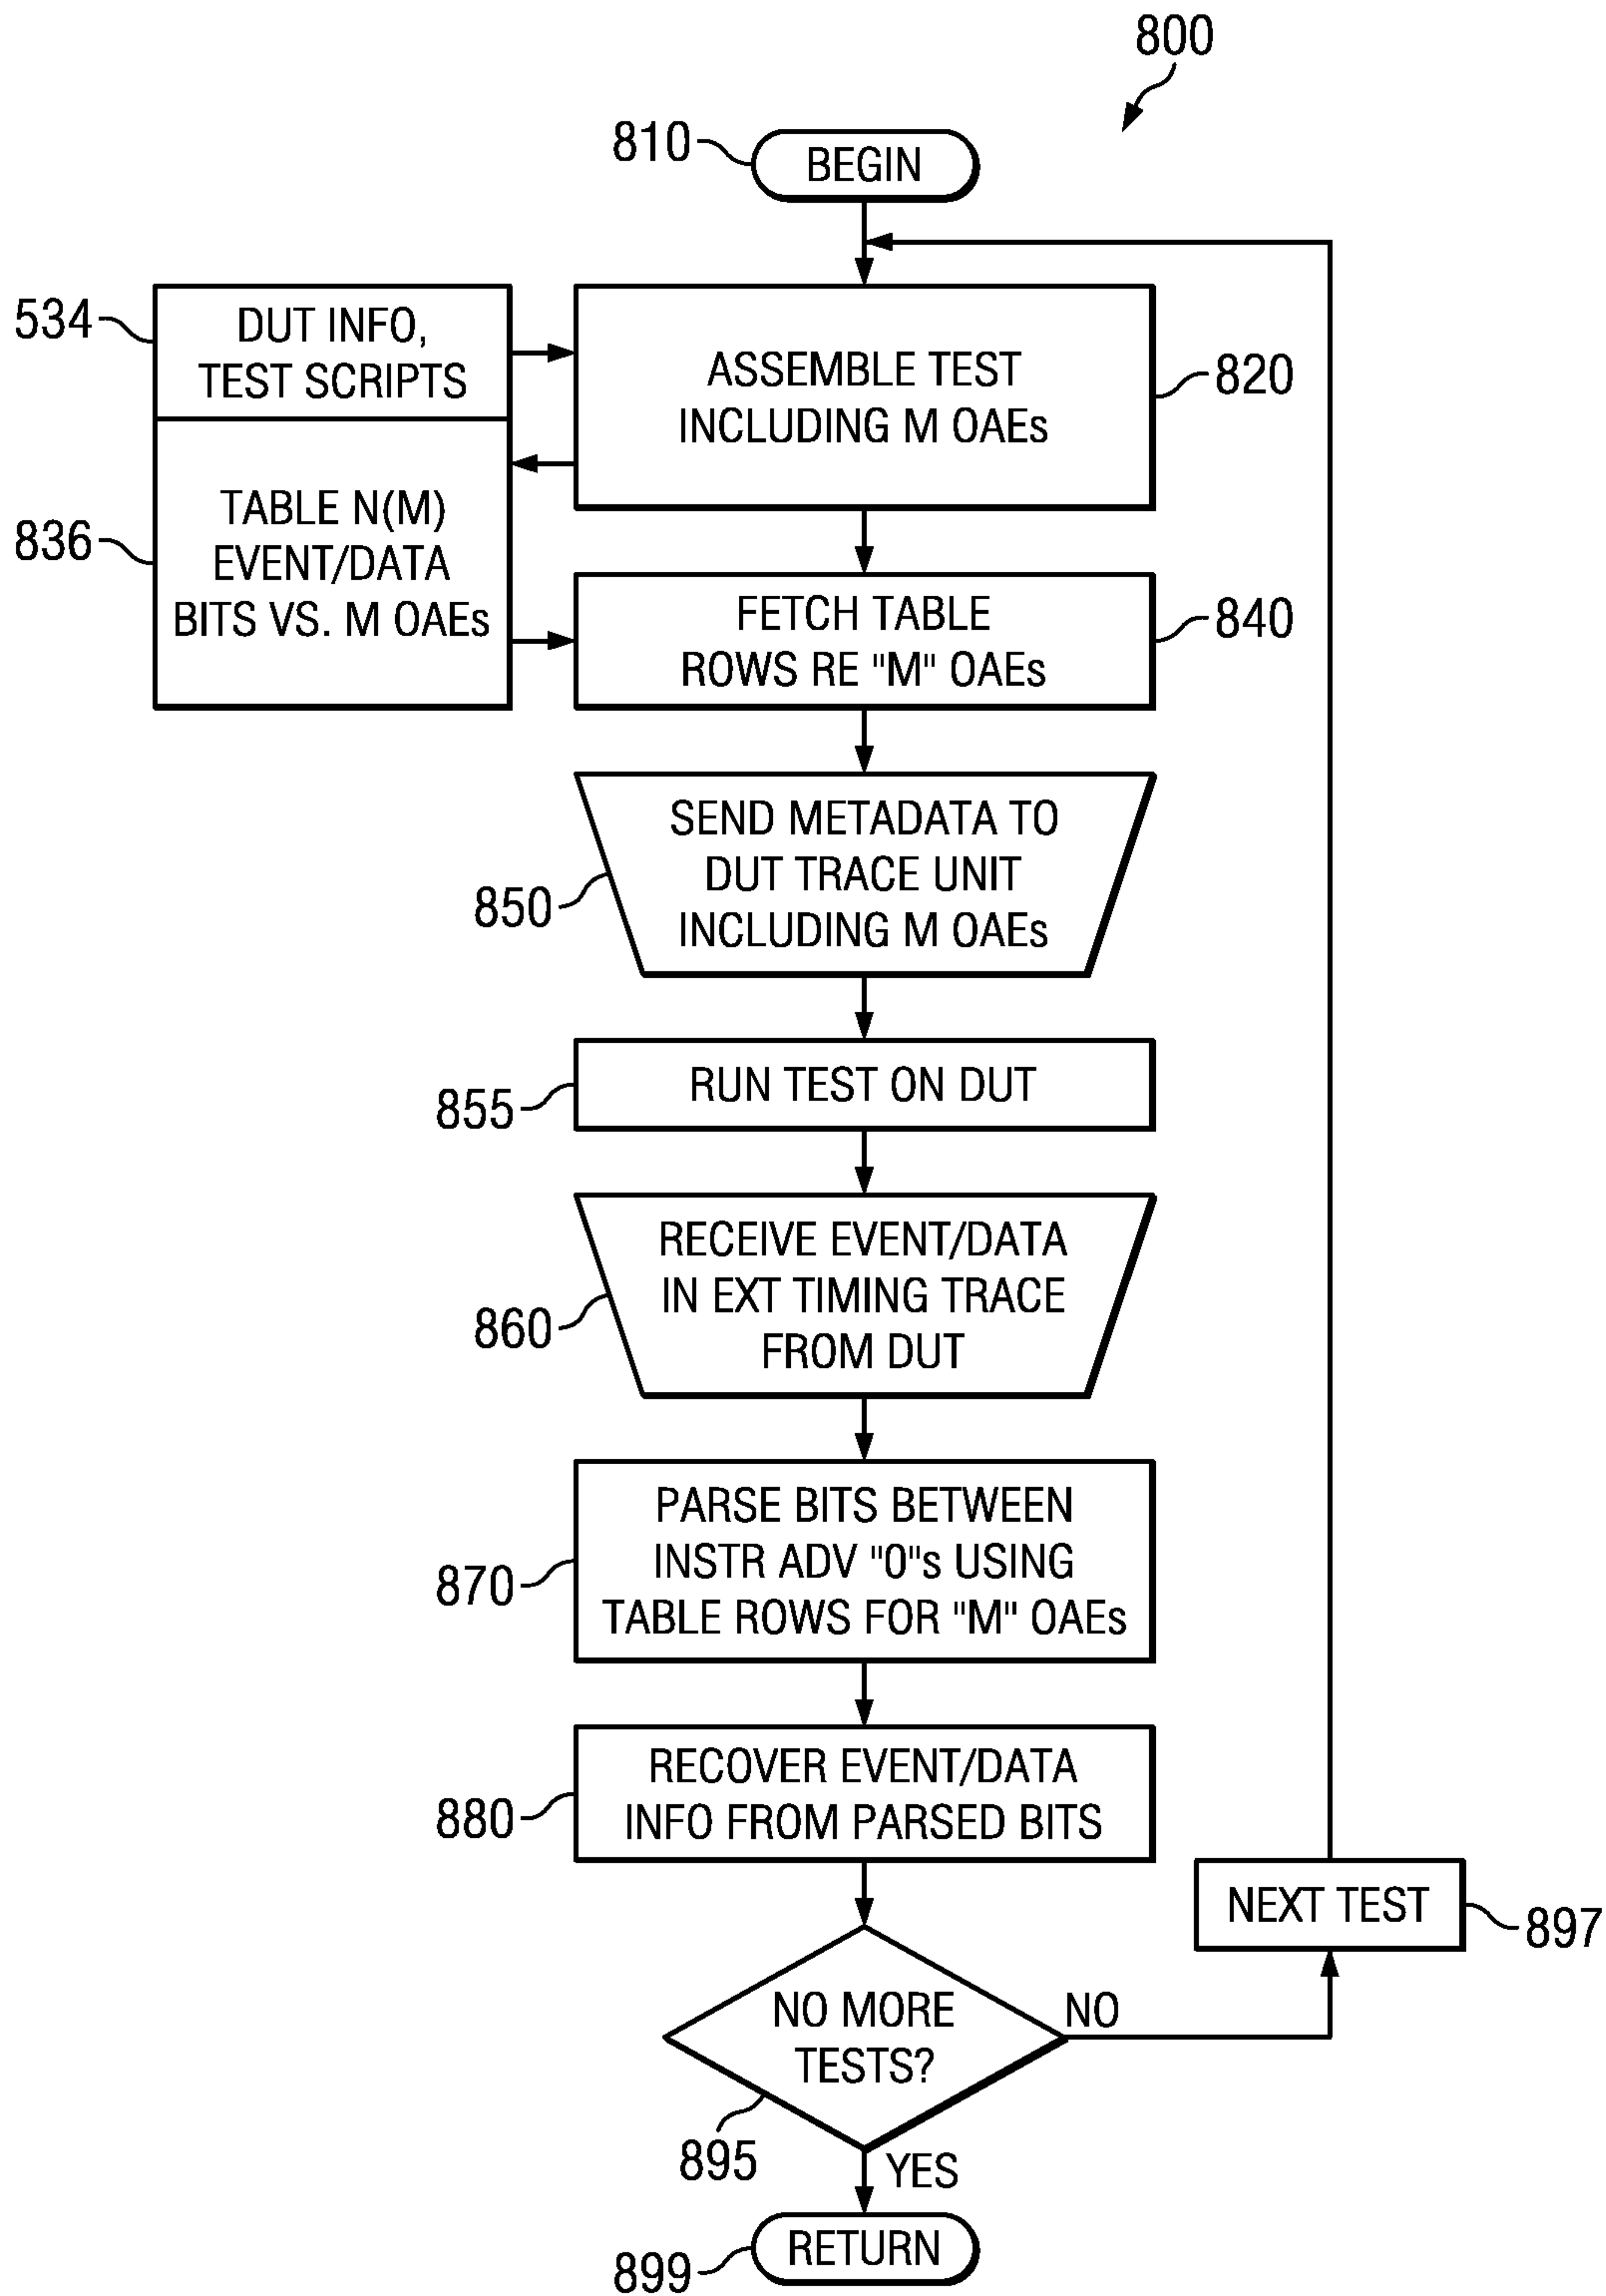 800
810
BEGIN
534
DUT INFO,
TEST SCRIPTS
ASSEMBLE TEST
INCLUDING M OAEs
820
836
TABLE N(M)
EVENT/DATA
BITS VS. M OAEs
FETCH TABLE
ROWS RE "M" OAEs
840
SEND METADATA TO
DUT TRACE UNIT
INCLUDING M OAEs
850
RUN TEST ON DUT
855
RECEIVE EVENT/DATA
IN EXT TIMING TRACE
FROM DUT
860
PARSE BITS BETWEEN
INSTR ADV "0"s USING
TABLE ROWS FOR "M" OAEs
870
RECOVER EVENT/DATA
INFO FROM PARSED BITS
880
NEXT TEST
897
NO MORE
TESTS?
NO
895
YES
RETURN
899